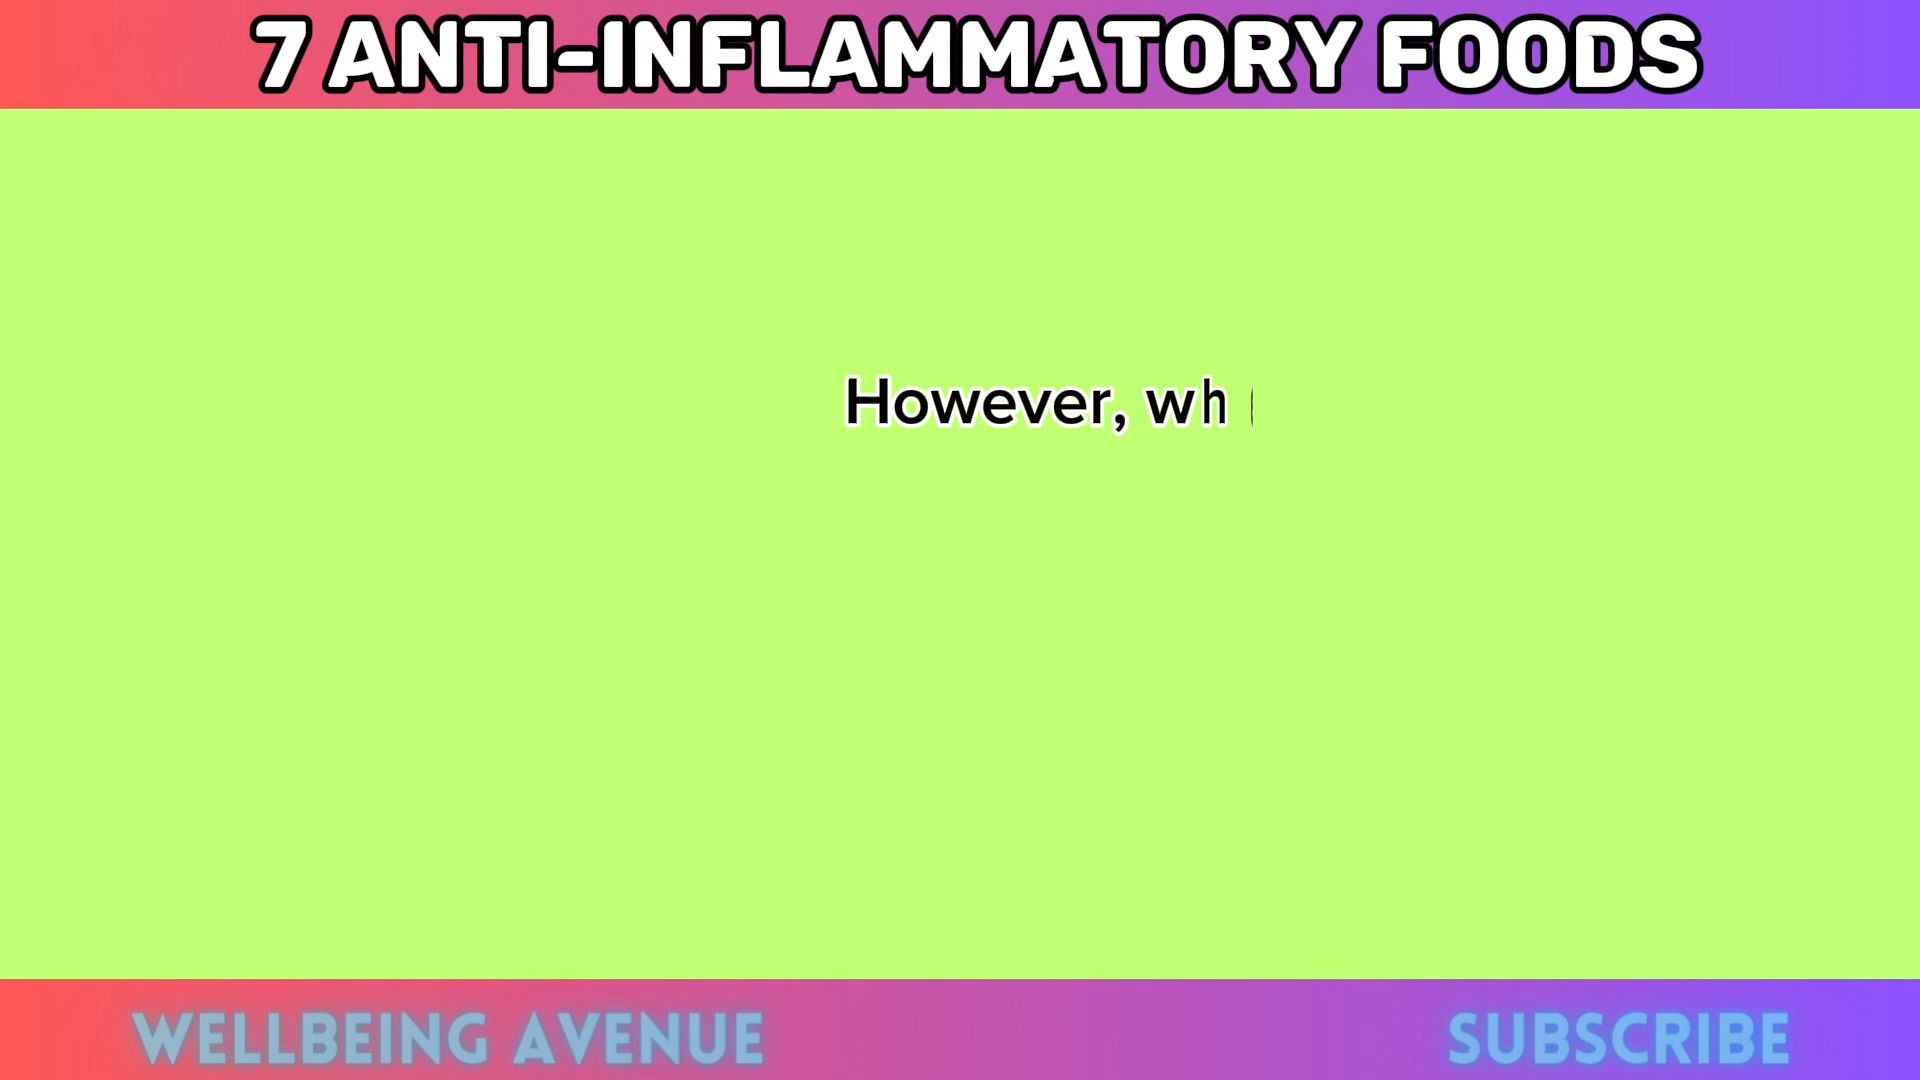 7 ANTI-INFLAMMATORY FOODS
However, wh
WELLBEING AVENUE
SUBSCRIBE